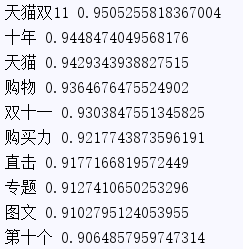 天猫双11 0.9505255818367004
十年 0.9448474049568176
天猫 0.9429343938827515
购物 0.9364676475524902
双十一 0.9303847551345825
购买力 0.9217743873596191
直击 0.9177166819572449
专题 0.9127410650253296
图文 0.9102795124053955
第十个 0.9064857959747314